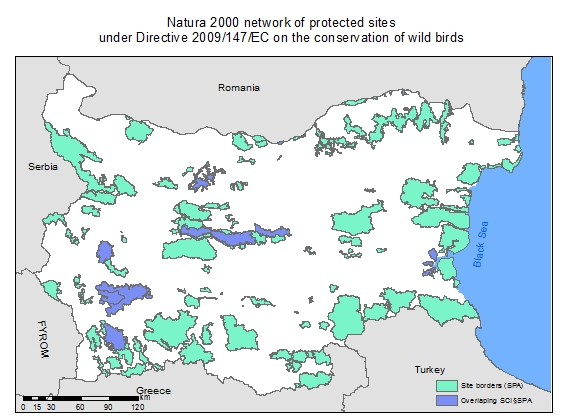 Natura 2000 network of protected sites
under Directive 2009/147/EC on the conservation of wild birds
Romania
Serbia
Black Sea
FYROM
Turkey
Greece
Site borders (SPA)
Overlaping SCI§SPA
km
0 15 30 60 90 120